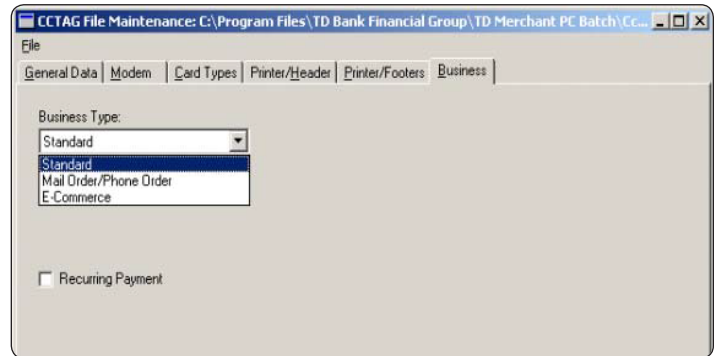 CCTAG File Maintenance: C:\Program Files\TD Bank Financial Group\TD Merchant PC Batch\Cc...
File
General Data Modem Card Types Printer/Header Printer/Footers Business
Business Type:
Standard
Standard
Mail Order/Phone Order
E-Commerce
Recurring Payment